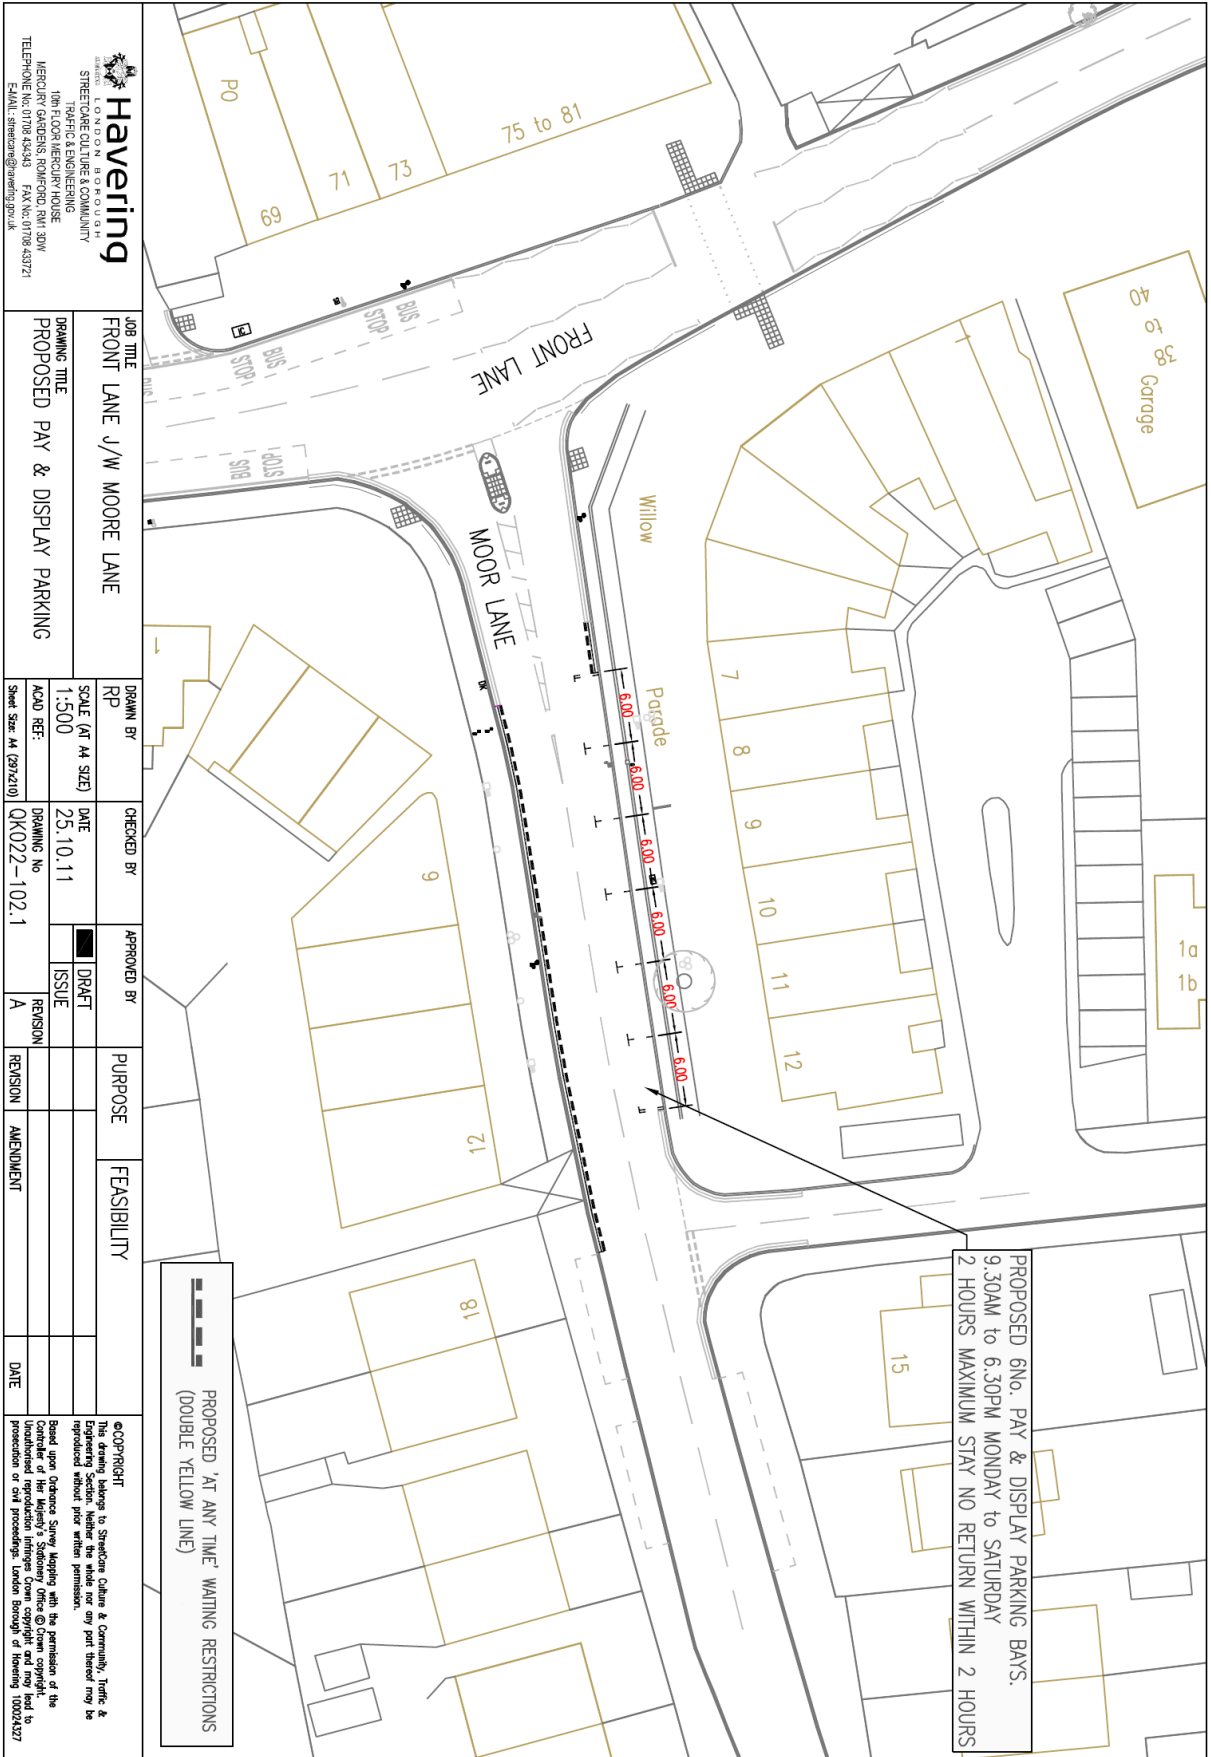 75 to 81
PO
71
73
69
BUS
STOP
BUS
STOP
BUS
STOP
BUS
FRONT LANE
MOOR LANE
40
to
38
Garage
Willow
Parade
1
7
8
9
10
11
12
1a
1b
6.00
6.00
6.00
6.00
6.00
6.00
1
9
12
18
15
PROPOSED 6No. PAY & DISPLAY PARKING BAYS.
9.30AM to 6.30PM MONDAY to SATURDAY
2 HOURS MAXIMUM STAY NO RETURN WITHIN 2 HOURS
PROPOSED 'AT ANY TIME' WAITING RESTRICTIONS
(DOUBLE YELLOW LINE)
Havering
LONDON BOROUGH
STREETCARE CULTURE & COMMUNITY
TRAFFIC & ENGINEERING
10th FLOOR MERCURY HOUSE
MERCURY GARDENS, ROMFORD, RM1 3DW
TELEPHONE No: 01708 434343 FAX No: 01708 433721
E-MAIL: streetcare@havering.gov.uk
JOB TITLE
FRONT LANE J/W MOORE LANE
DRAWING TITLE
PROPOSED PAY & DISPLAY PARKING
DRAWN BY
RP
CHECKED BY
APPROVED BY
SCALE (AT A4 SIZE)
1:500
DATE
25.10.11
DRAFT
ISSUE
ACAD REF:
Sheet Size: A4 (297x210)
DRAWING No
QK022-102.1
REVISION
A
PURPOSE
FEASIBILITY
REVISION
AMENDMENT
DATE
©COPYRIGHT
This drawing belongs to StreetCare Culture & Community, Traffic &
Engineering Section. Neither the whole nor any part thereof may be
reproduced without prior written permission.
Based upon Ordnance Survey Mapping with the permission of the
Controller of Her Majesty's Stationery Office © Crown copyright.
Unauthorised reproduction infringes Crown copyright and may lead to
prosecution or civil proceedings. London Borough of Havering 100024327